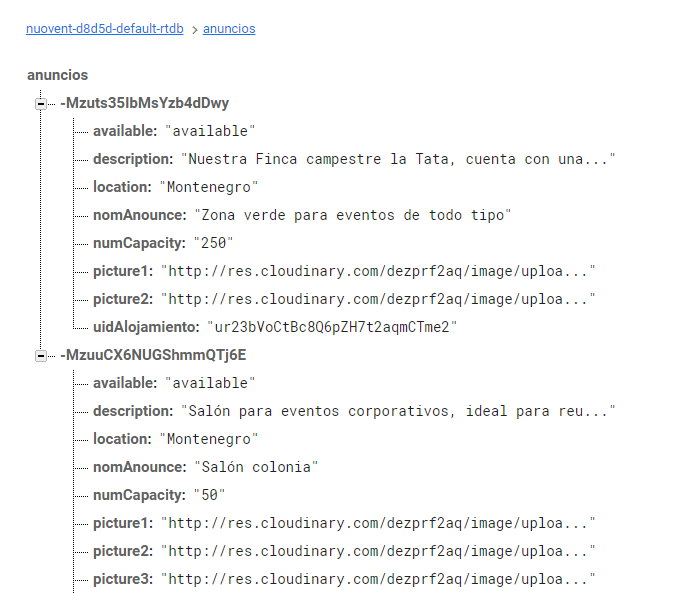 nuovent-d8d5d-default-rtdb > anuncios
anuncios
-Mzuts35IbMsYzb4dDwy
available: "available"
description: "Nuestra Finca campestre la Tata, cuenta con una..."
location: "Montenegro"
nomAnounce: "Zona verde para eventos de todo tipo"
numCapacity: "250"
picture1: "http://res.cloudinary.com/dezprf2aq/image/uploa..."
picture2: "http://res.cloudinary.com/dezprf2aq/image/uploa..."
uidAlojamiento: "ur23bVoCtBc8Q6pZH7t2aqmCTme2"
-MzuuCX6NUGShmmQTj6E
available: "available"
description: "Salón para eventos corporativos, ideal para reu..."
location: "Montenegro"
nomAnounce: "Salón colonia"
numCapacity: "50"
picture1: "http://res.cloudinary.com/dezprf2aq/image/uploa..."
picture2: "http://res.cloudinary.com/dezprf2aq/image/uploa..."
picture3: "http://res.cloudinary.com/dezprf2aq/image/uploa..."